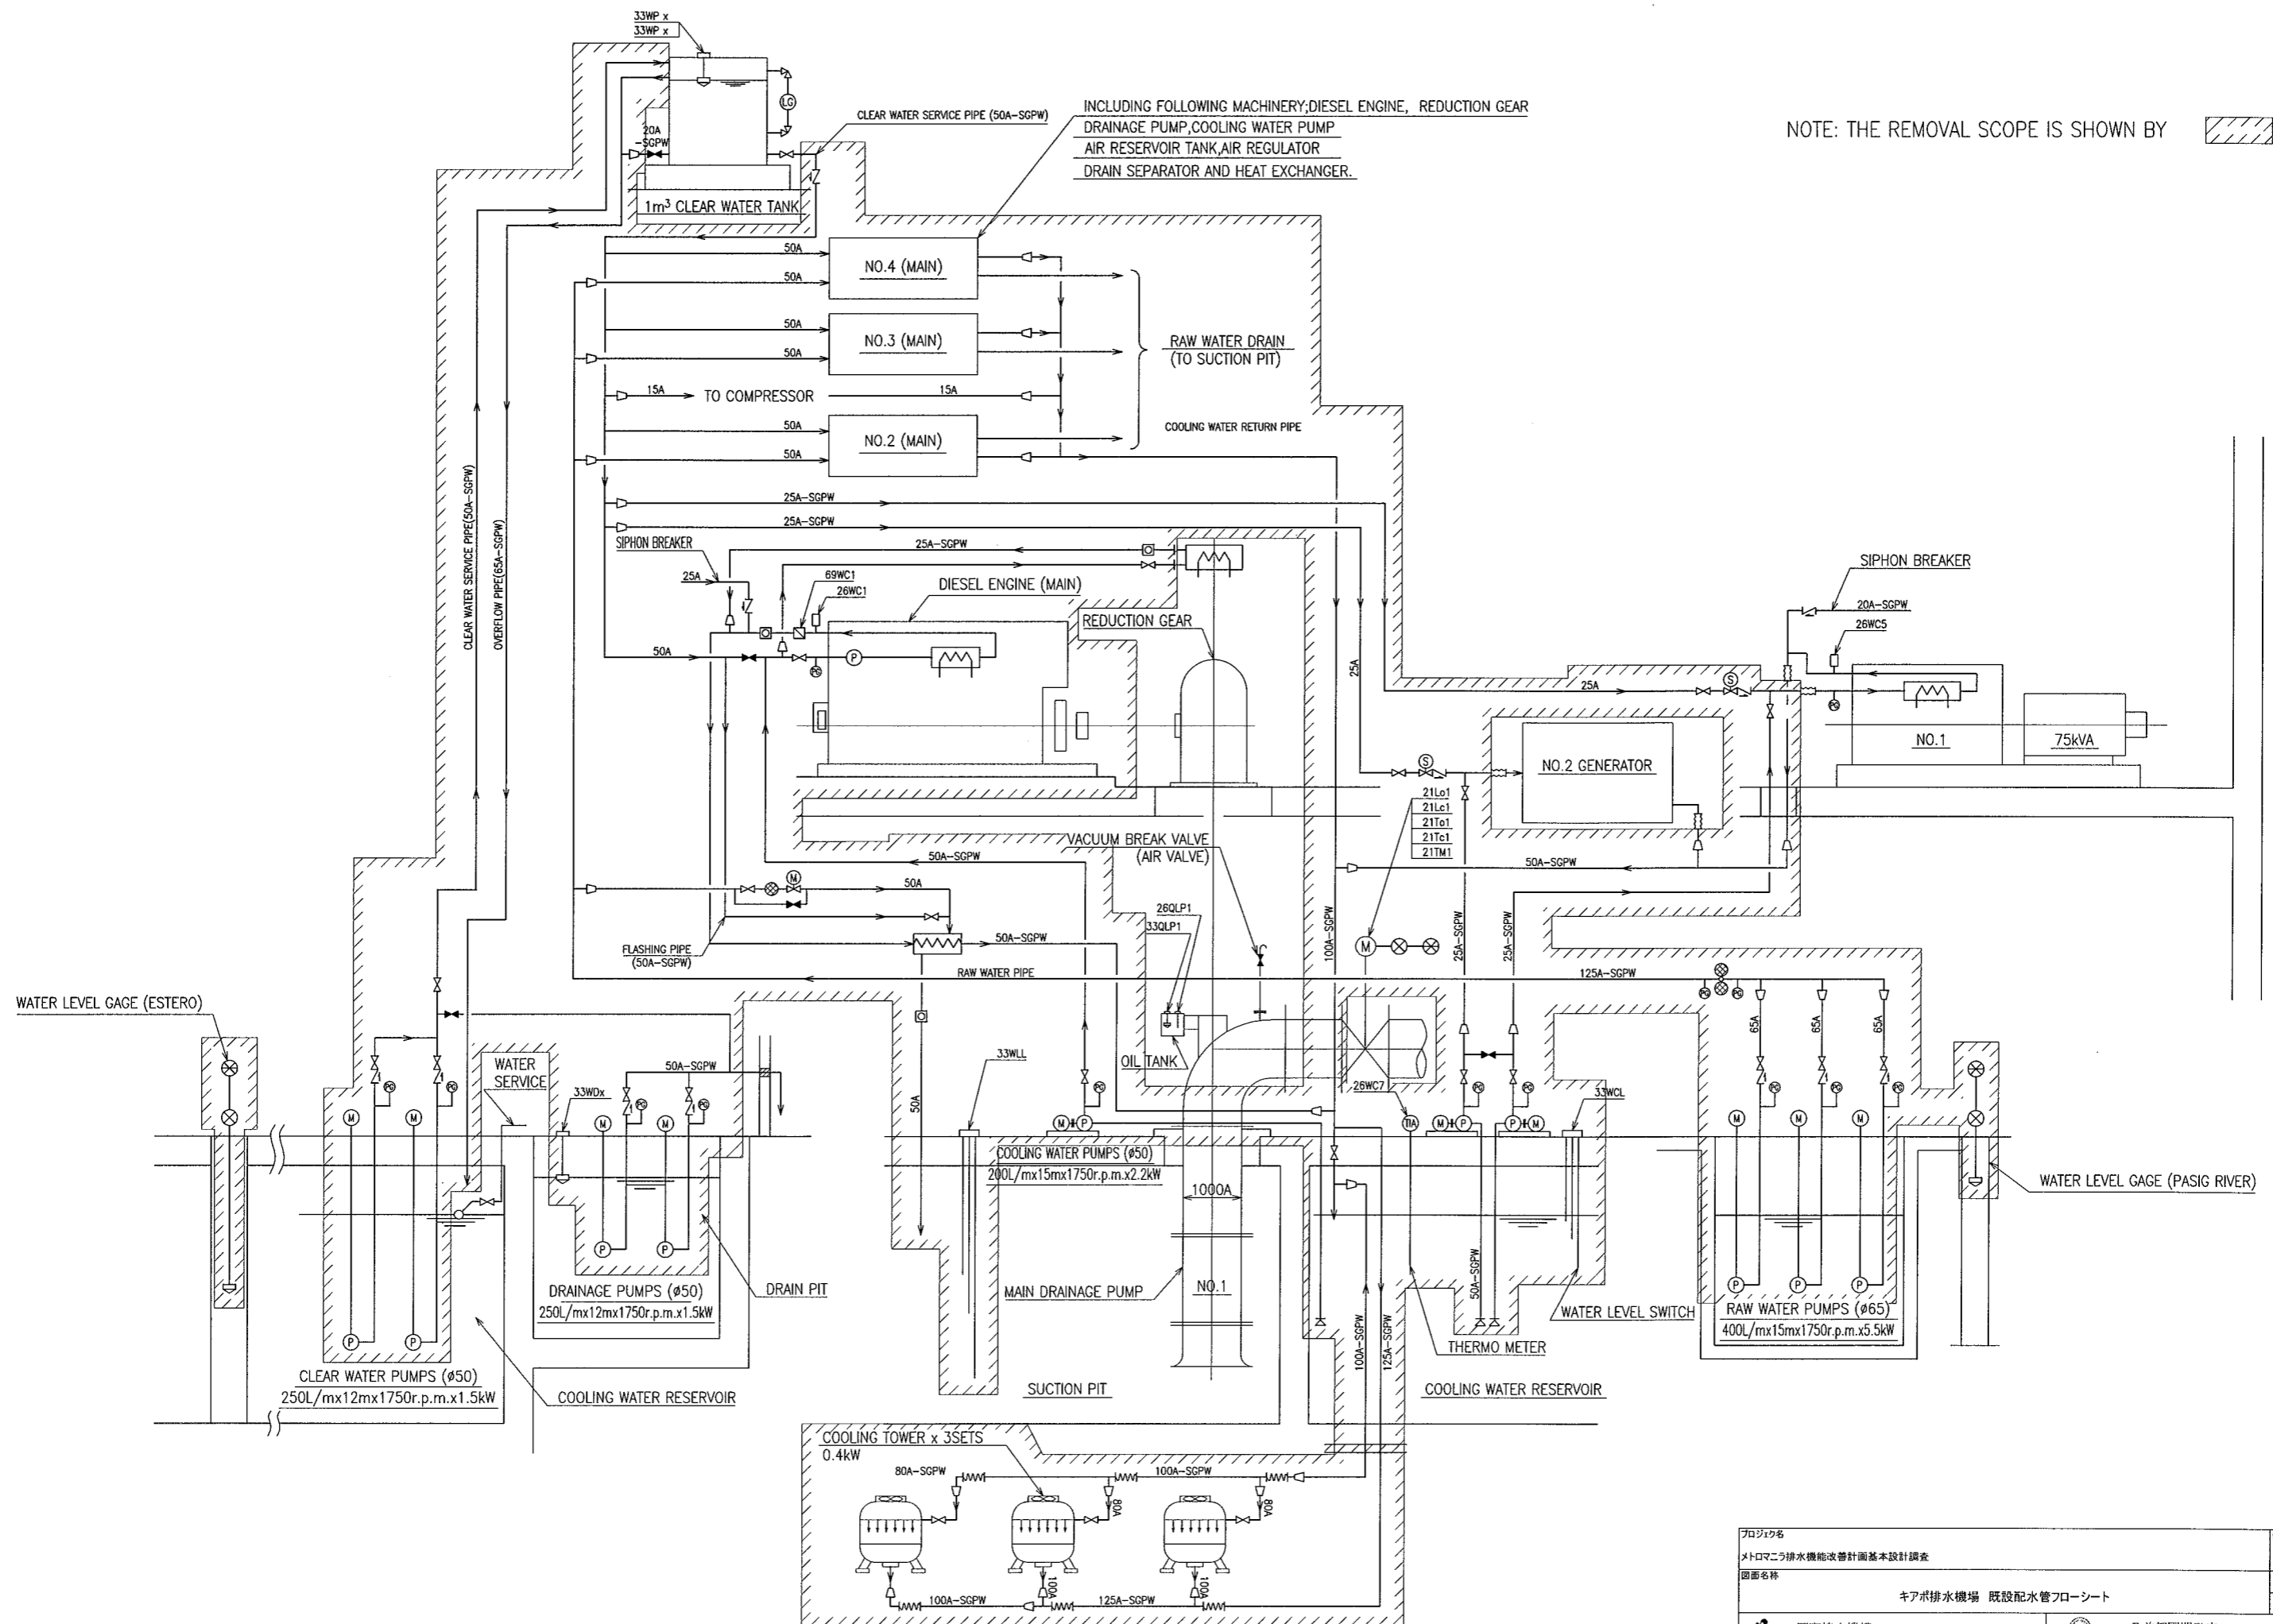 33WP x
33WP x
LG
20A
-SGPW
CLEAR WATER SERVICE PIPE (50A-SGPW)
1m³ CLEAR WATER TANK
INCLUDING FOLLOWING MACHINERY;DIESEL ENGINE, REDUCTION GEAR
DRAINAGE PUMP,COOLING WATER PUMP
AIR RESERVOIR TANK,AIR REGULATOR
DRAIN SEPARATOR AND HEAT EXCHANGER.
NOTE: THE REMOVAL SCOPE IS SHOWN BY
50A
NO.4 (MAIN)
50A
50A
NO.3 (MAIN)
50A
RAW WATER DRAIN
(TO SUCTION PIT)
15A
TO COMPRESSOR
15A
50A
NO.2 (MAIN)
50A
COOLING WATER RETURN PIPE
CLEAR WATER SERVICE PIPE(50A-SGPW)
OVERFLOW PIPE(65A-SGPW)
25A-SGPW
25A-SGPW
SIPHON BREAKER
25A-SGPW
25A
69WC1
26WC1
DIESEL ENGINE (MAIN)
REDUCTION GEAR
50A
PG
P
25A
SIPHON BREAKER
20A-SGPW
26WC5
25A
S
PG
NO.1
75kVA
S
NO.2 GENERATOR
21Lo1
21Lc1
21To1
21Tc1
21TM1
VACUUM BREAK VALVE
(AIR VALVE)
50A-SGPW
50A-SGPW
M
50A
26QLP1
33QLP1
FLASHING PIPE
(50A-SGPW)
50A-SGPW
100A-SGPW
M
25A-SGPW
25A-SGPW
RAW WATER PIPE
125A-SGPW
PG
PG
WATER LEVEL GAGE (ESTERO)
65A
65A
65A
WATER
SERVICE
33WDx
50A-SGPW
50A
33WLL
OIL TANK
26WC7
33WCL
PG
PG
PG
PG
PG
PG
PG
PG
PG
PG
M
M
M
M
M
P
TIA
M
P
P
M
M
M
M
COOLING WATER PUMPS (ø50)
200L/mx15mx1750r.p.m.x2.2kW
1000A
WATER LEVEL GAGE (PASIG RIVER)
P
P
P
P
P
P
P
DRAINAGE PUMPS (ø50)
250L/mx12mx1750r.p.m.x1.5kW
DRAIN PIT
MAIN DRAINAGE PUMP
NO.1
50A-SGPW
WATER LEVEL SWITCH
RAW WATER PUMPS (ø65)
400L/mx15mx1750r.p.m.x5.5kW
THERMO METER
CLEAR WATER PUMPS (ø50)
250L/mx12mx1750r.p.m.x1.5kW
COOLING WATER RESERVOIR
SUCTION PIT
100A-SGPW
125A-SGPW
COOLING WATER RESERVOIR
COOLING TOWER x 3SETS
0.4kW
80A-SGPW
100A-SGPW
80A
80A
100A
100A
100A-SGPW
125A-SGPW
プロジェクト名
メトロマニラ排水機能改善計画基本設計調査
図面名称
キアポ排水機場 既設配水管フローシート